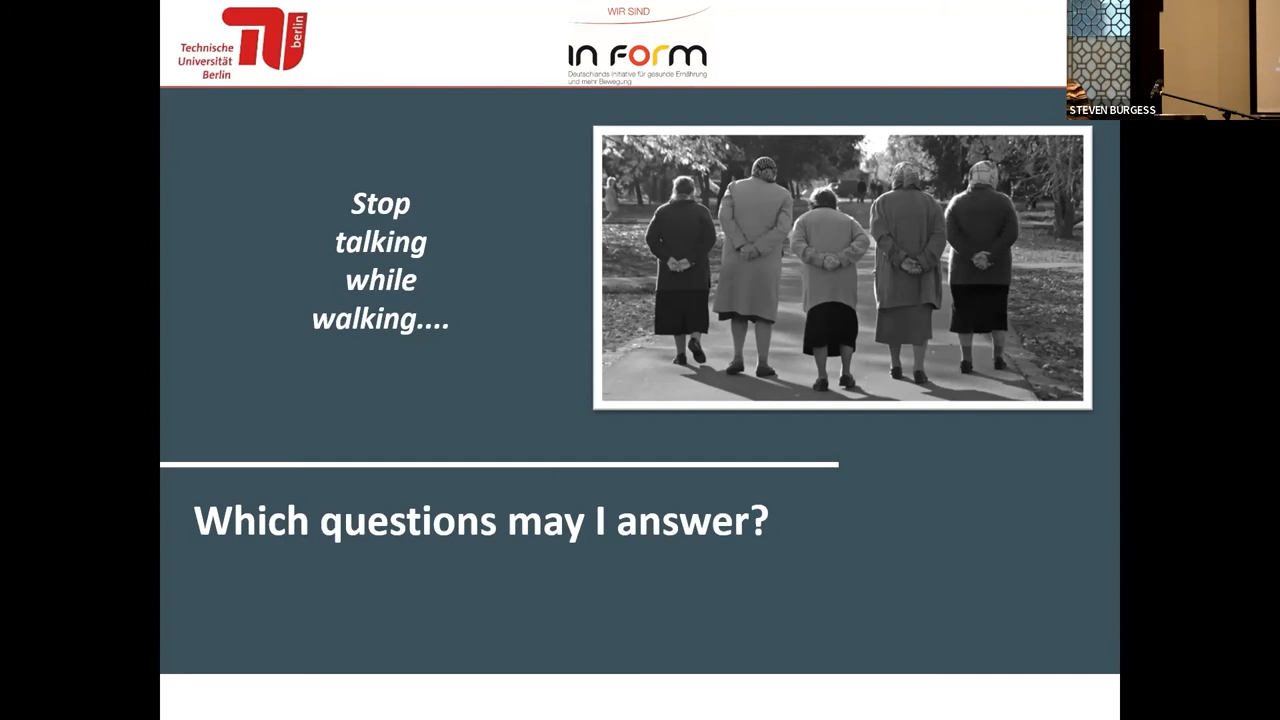 Technische
Universität
Berlin
berlin
WIR SIND
IN FORM
Deutschlands Initiative für gesunde Ernährung
und mehr Bewegung
STEVEN BURGESS
Stop
talking
while
walking....
Which questions may I answer?